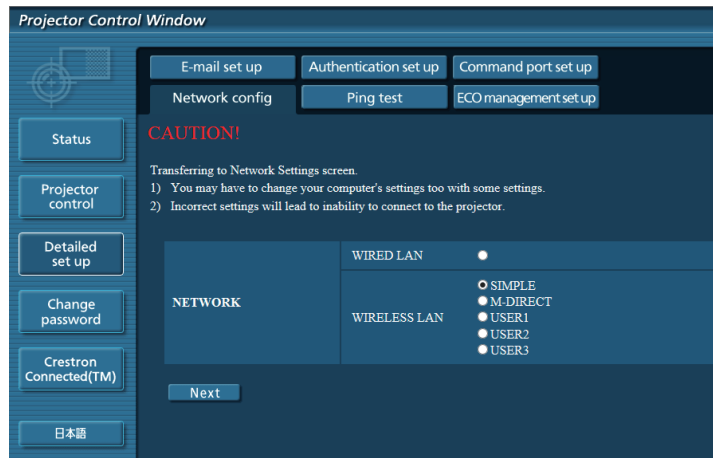 Projector Control Window
E-mail set up
Authentication set up
Command port set up
Network config
Ping test
ECO management set up
Status
Projector
control
Detailed
set up
Change
password
Crestron
Connected(TM)
日本語
CAUTION!
Transferring to Network Settings screen.
1) You may have to change your computer's settings too with some settings.
2) Incorrect settings will lead to inability to connect to the projector.
NETWORK
WIRED LAN
WIRELESS LAN
SIMPLE
M-DIRECT
USER1
USER2
USER3
Next